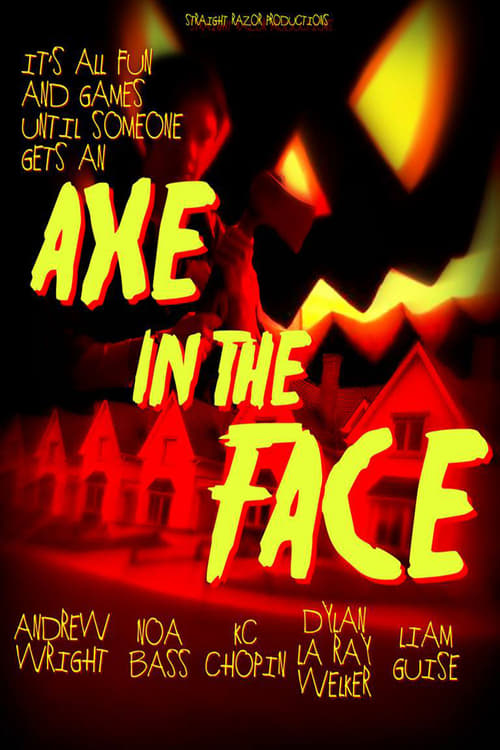 STRAIGHT RAZOR PRODUCTIONS
IT'S ALL FUN
AND GAMES
UNTIL SOMEONE
GETS AN
AXE
IN THE
FACE
ANDREW
WRIGHT
NOA
BASS
KC
CHOPIN
DYLAN
LA RAY
WELKER
LIAM
GUISE